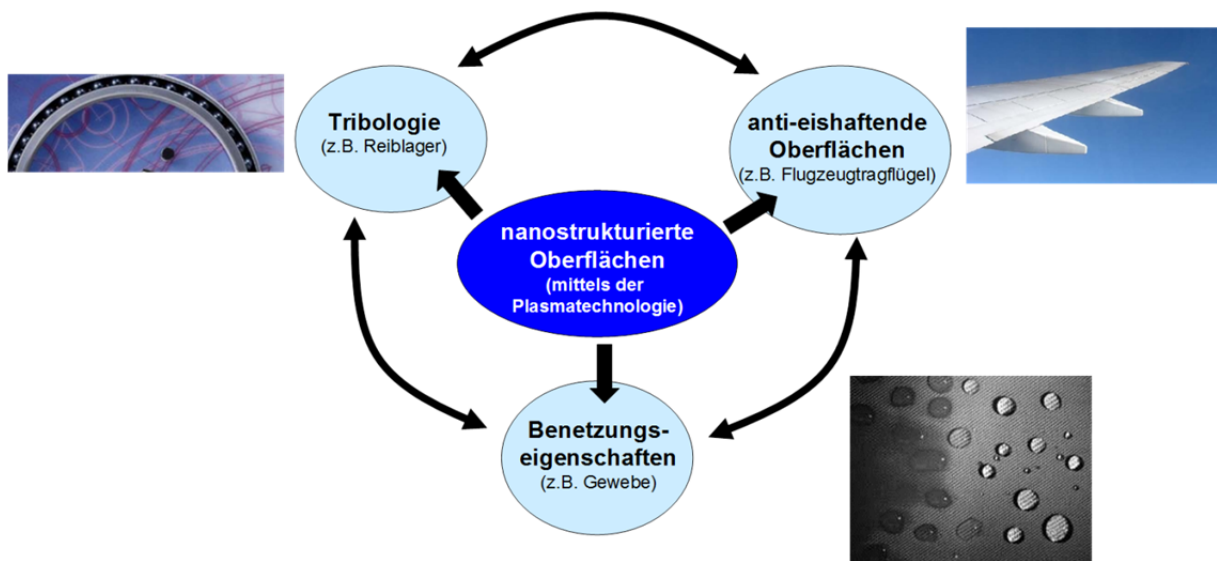 Tribologie
(z.B. Reiblager)
anti-eishaftende
Oberflächen
(z.B. Flugzeugtragflügel)
nanostrukturierte
Oberflächen
(mittels der
Plasmatechnologie)
Benetzungs-
eigenschaften
(z.B. Gewebe)